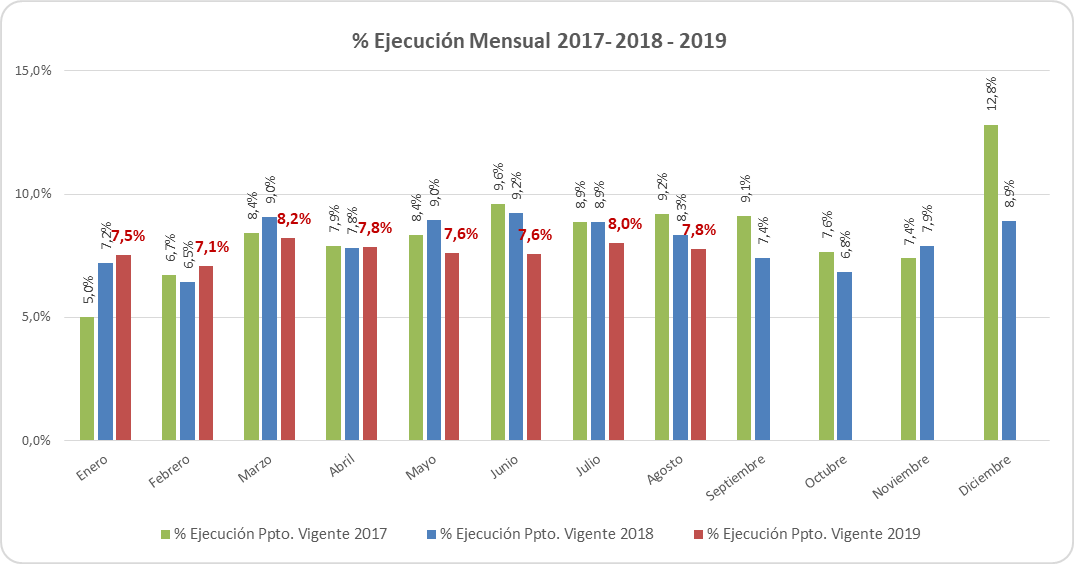 % Ejecución Mensual 2017- 2018 - 2019
15,0%
10,0%
5,0%
0,0%
5,0%
7,2%
7,5%
6,7%
6,5%
7,1%
8,4%
9,0%
8,2%
7,9%
7,8%
7,8%
8,4%
9,0%
7,6%
9,6%
9,2%
7,6%
8,9%
8,9%
8,0%
9,2%
8,3%
7,8%
9,1%
7,4%
7,6%
6,8%
7,4%
7,9%
12,8%
8,9%
Enero
Febrero
Marzo
Abril
Mayo
Junio
Julio
Agosto
Septiembre
Octubre
Noviembre
Diciembre
% Ejecución Ppto. Vigente 2017
% Ejecución Ppto. Vigente 2018
% Ejecución Ppto. Vigente 2019